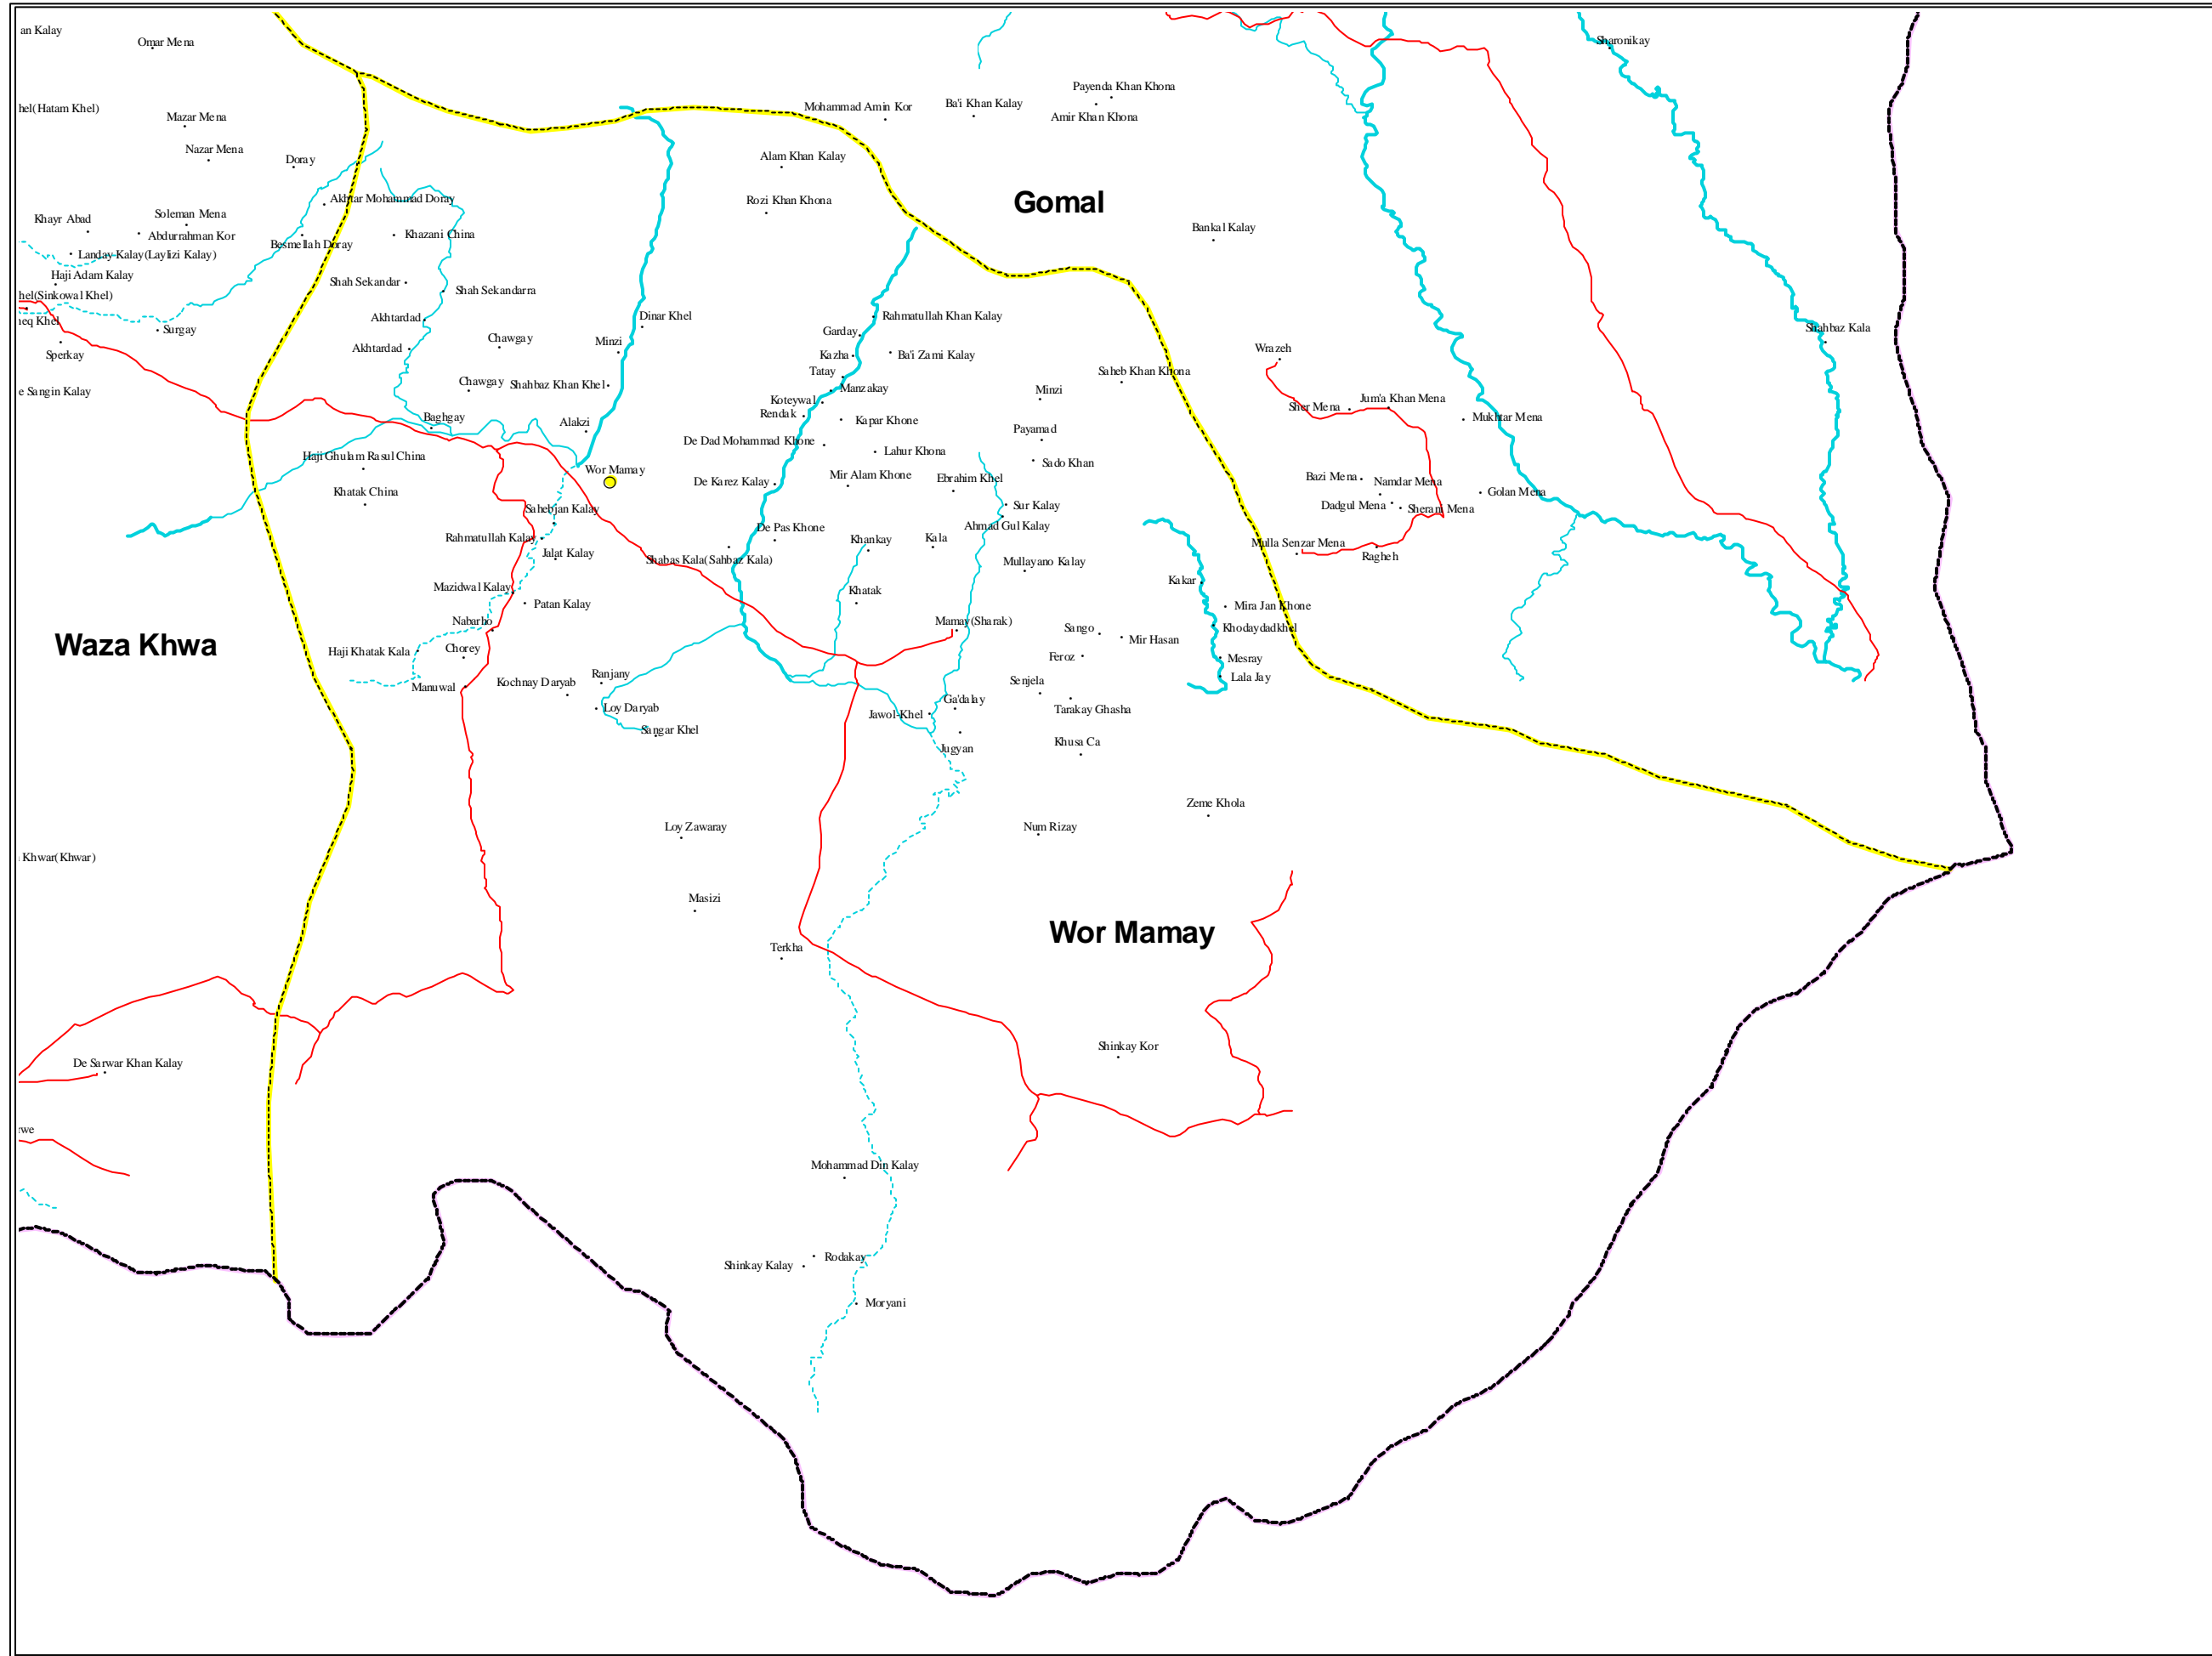 an Kalay
Omar Mena
Sharonikay
hel(Hatam Khel)
Mazar Mena
Mohammad Amin Kor
Ba'i Khan Kalay
Payenda Khan Khona
Amir Khan Khona
Nazar Mena
Doray
Alam Khan Kalay
Akhtar Mohammad Doray
Rozi Khan Khona
Gomal
Khayr Abad
Soleman Mena
Abdurrahman Kor
Besmellah Doray
Khazani China
Bankal Kalay
Landay Kalay(Laylizi Kalay)
Haji Adam Kalay
Shah Sekandar
Shah Sekandarra
hel(Sinkowal Khel)
heq Khel
Surgay
Akhtardad
Dinar Khel
Rahmatullah Khan Kalay
Shahbaz Kala
Sperkay
Akhtardad
Chawgay
Minzi
Garday
Kazha
Ba'i Zami Kalay
Wrazeh
e Sangin Kalay
Chawgay
Shahbaz Khan Khel
Tatay
Manzakay
Saheb Khan Khona
Minzi
Koteywal
Rendak
Kapar Khone
Sher Mena
Jum'a Khan Mena
Mukhtar Mena
Baghgay
Alakzi
De Dad Mohammad Khone
Payamad
Haji Ghulam Rasul China
Wor Mamay
Lahur Khona
Sado Khan
Khatak China
De Karez Kalay
Mir Alam Khone
Ebrahim Khel
Bazi Mena
Namdar Mena
Golan Mena
Sahebjan Kalay
Sur Kalay
Dadgul Mena
Sheram Mena
Rahmatullah Kalay
De Pas Khone
Khankay
Kala
Ahmad Gul Kalay
Jalat Kalay
Shabas Kala(Sahbaz Kala)
Mullayano Kalay
Mulla Senzar Mena
Ragheh
Mazidwal Kalay
Patan Kalay
Khatak
Kakar
Mira Jan Khone
Nabarho
Mamay(Sharak)
Sango
Mir Hasan
Khodaydadkhel
Waza Khwa
Haji Khatak Kala
Chorey
Feroz
Mesray
Manuwal
Kochnay Daryab
Ranjany
Senjela
Lala Jay
Loy Daryab
Jawol-Khel
Ga'dalay
Tarakay Ghasha
Sangar Khel
Jugyan
Khusa Ca
Loy Zawaray
Num Rizay
Zeme Khola
Khwar(Khwar)
Masizi
Wor Mamay
Terkha
De Sarwar Khan Kalay
Shinkay Kor
rwe
Mohammad Din Kalay
Shinkay Kalay
Rodakay
Moryani